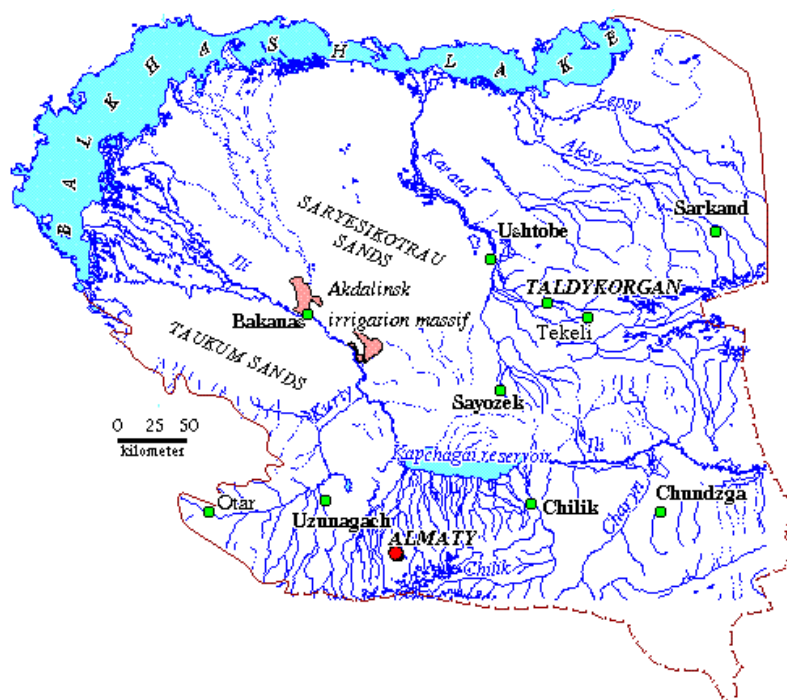 BALKHASH LAKE
Lepsy
Aksy
Karatal
Sarkand
SARYESIKOTRAU
SANDS
Ushtobe
Ili
TALDYKORGAN
Akdalinsk
irrigation massif
Bakanas
Tekeli
TAUKUM SANDS
Sayozek
Kurty
0 25 50
kilometer
Kapchagai reservoir
Ili
Otar
Uzunagach
Chilik
Charyn
Chundzga
ALMATY
Chilik